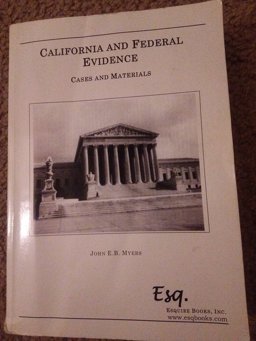 CALIFORNIA AND FEDERAL
EVIDENCE
CASES AND MATERIALS
JOHN E.B. MYERS
Esq.
ESQUIRE BOOKS, INC.
www.esqbooks.com